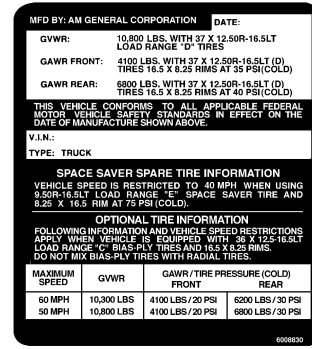 MFD BY: AM GENERAL CORPORATION DATE:
GVWR: 10,800 LBS. WITH 37 X 12.50R-16.5LT
LOAD RANGE "D" TIRES
GAWR FRONT: 4100 LBS. WITH 37 X 12.50R-16.5LT (D)
TIRES 16.5 X 8.25 RIMS AT 35 PSI(COLD)
GAWR REAR: 6800 LBS. WITH 37 X 12.50R-16.5LT (D)
TIRES 16.5 X 8.25 RIMS AT 40 PSI(COLD)
THIS VEHICLE CONFORMS TO ALL APPLICABLE FEDERAL
MOTOR VEHICLE SAFETY STANDARDS IN EFFECT ON THE
DATE OF MANUFACTURE SHOWN ABOVE.
V.I.N.:
TYPE: TRUCK
SPACE SAVER SPARE TIRE INFORMATION
VEHICLE SPEED IS RESTRICTED TO 40 MPH WHEN USING
9.50R-16.5LT LOAD RANGE "E" SPACE SAVER TIRE AND
8.25 X 16.5 RIM AT 75 PSI (COLD).
OPTIONAL TIRE INFORMATION
FOLLOWING INFORMATION AND VEHICLE SPEED RESTRICTIONS
APPLY WHEN VEHICLE IS EQUIPPED WITH 36 X 12.5-16.5LT
LOAD RANGE "C" BIAS-PLY TIRES AND 16.5 X 8.25 RIMS.
DO NOT MIX BIAS-PLY TIRES WITH RADIAL TIRES.
MAXIMUM SPEED GVWR GAWR / TIRE PRESSURE (COLD)
FRONT REAR
60 MPH 10,300 LBS 4100 LBS / 20 PSI 6200 LBS / 30 PSI
50 MPH 10,800 LBS 4100 LBS / 20 PSI 6800 LBS / 30 PSI
6008830